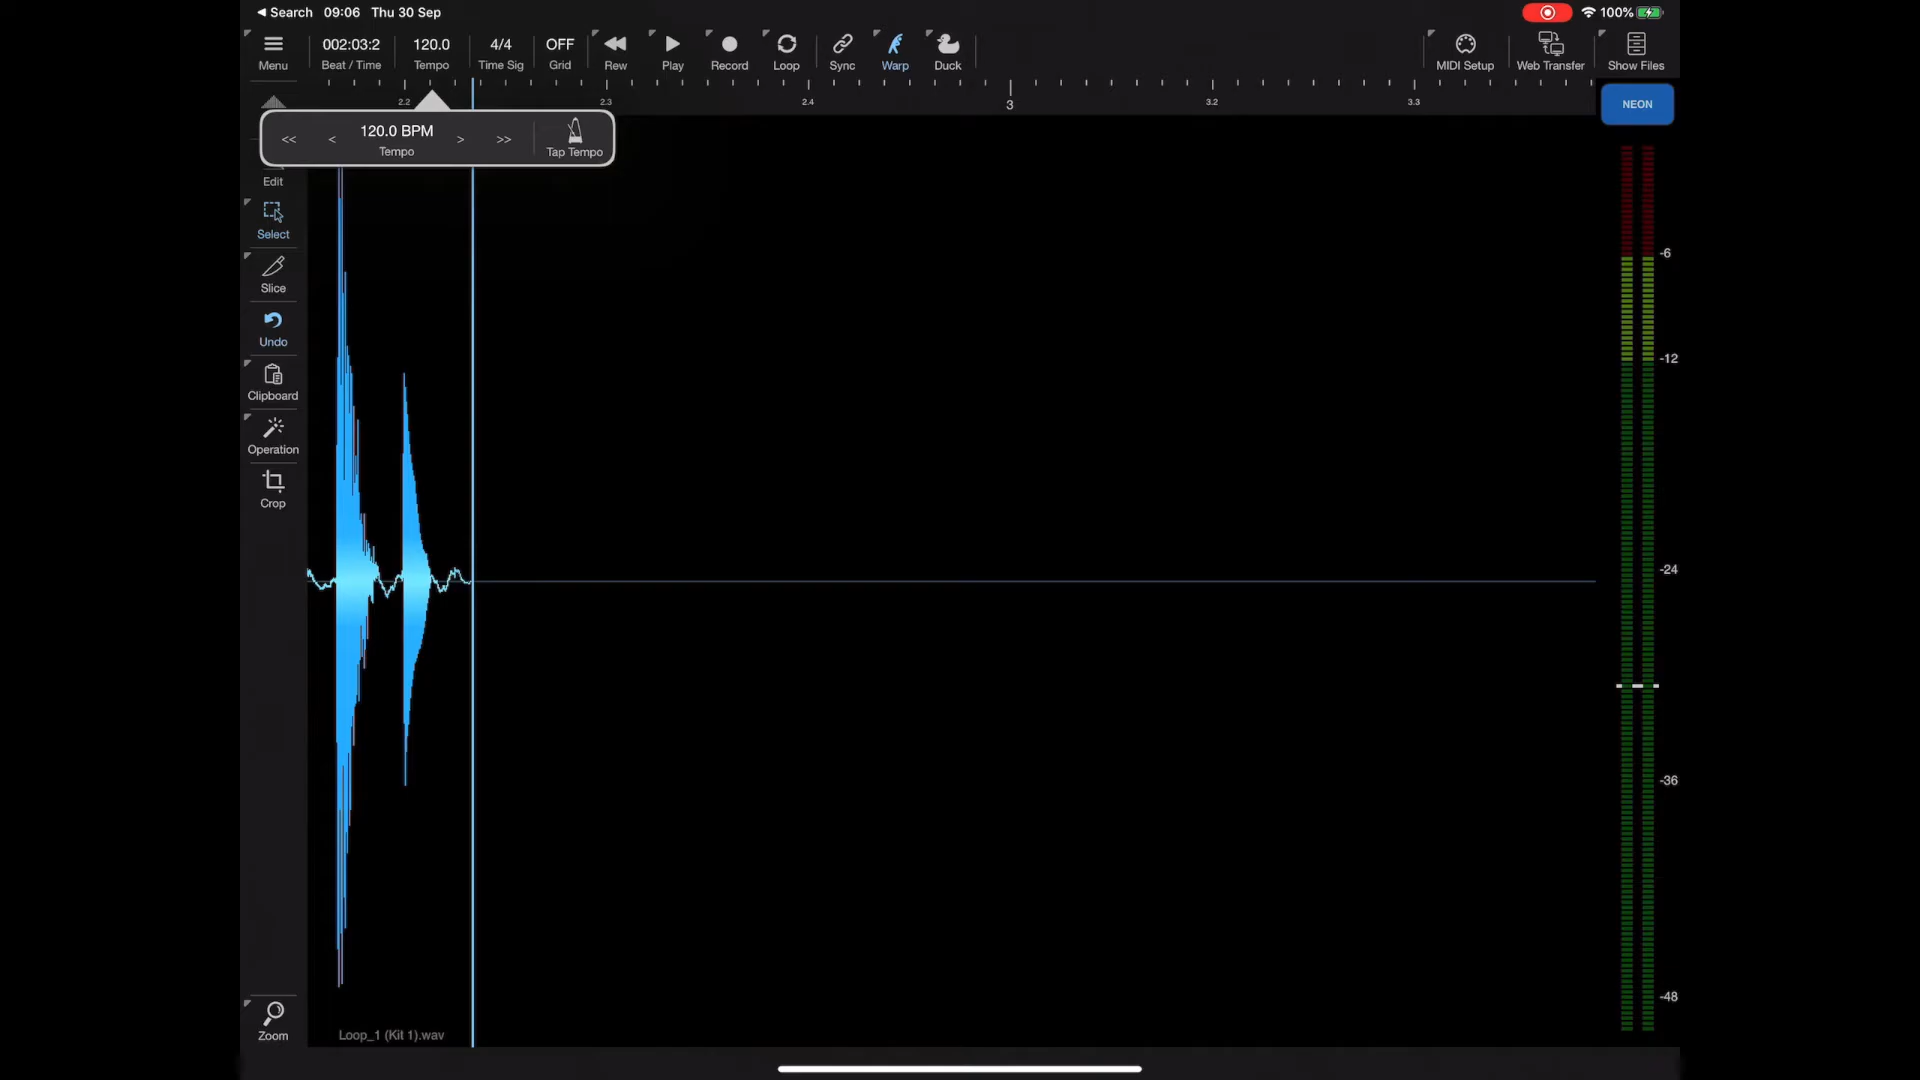 ◀ Search 09:06 Thu 30 Sep
100%
002:03:2 120.0 4/4 OFF
Menu Beat / Time Tempo Time Sig Grid Rew Play Record Loop Sync Warp Duck MIDI Setup Web Transfer Show Files
2.2 2.3 2.4 3 3.2 3.3
NEON
<< < 120.0 BPM > >>
Tempo Tap Tempo
Edit
Select
Slice
Undo
Clipboard
Operation
Crop
Zoom
-6
-12
-24
-36
-48
Loop_1 (Kit 1).wav